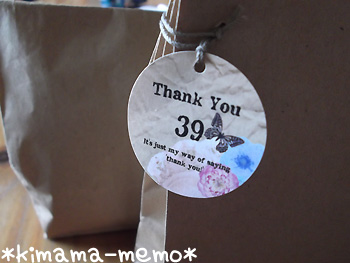 Thank You
39
It's just my way of saying
"thank you"
*kimama-memo*